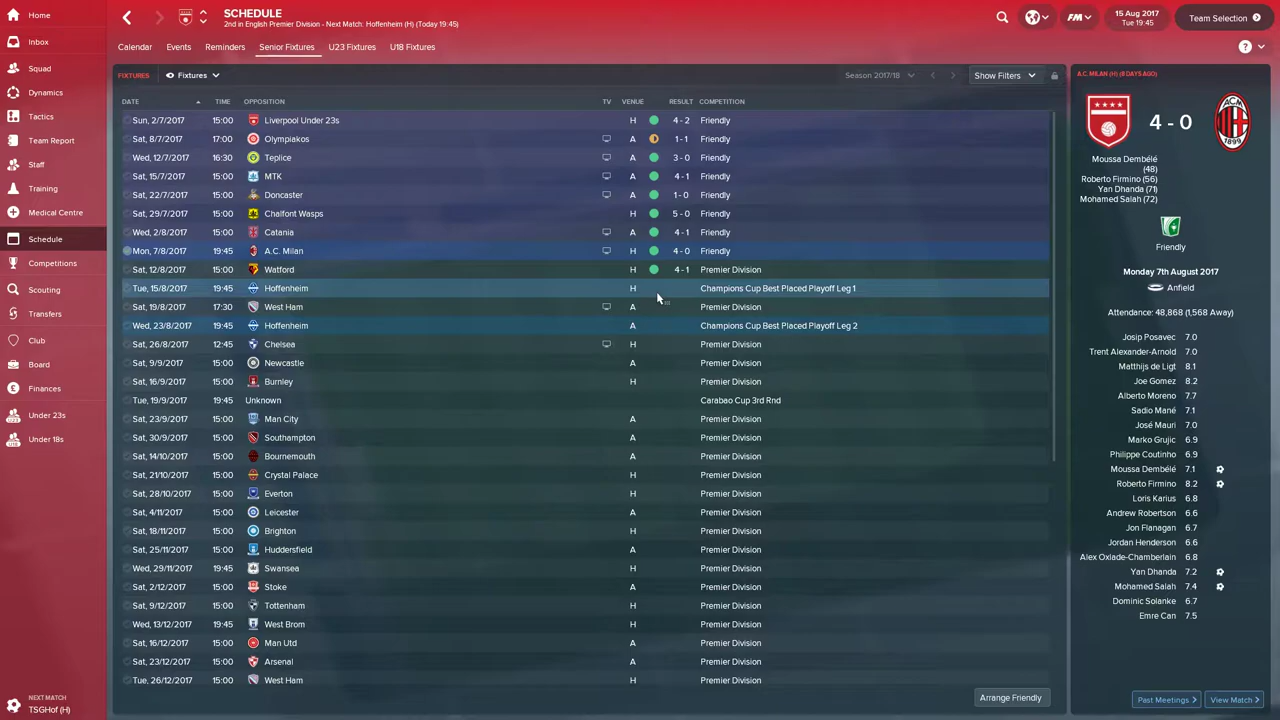 Home
Inbox
Squad
Dynamics
Tactics
Team Report
Staff
Training
Medical Centre
Schedule
Competitions
Scouting
Transfers
Club
Board
Finances
Under 23s
Under 18s
NEXT MATCH
TSGHof (H)
SCHEDULE
2nd in English Premier Division - Next Match: Hoffenheim (H) (Today 19:45)
FM
15 Aug 2017
Tue 19:45
Team Selection
Calendar Events Reminders Senior Fixtures U23 Fixtures U18 Fixtures
?
FIXTURES Fixtures Season 2017/18 Show Filters
DATE TIME OPPOSITION TV VENUE RESULT COMPETITION
Sun, 2/7/2017 15:00 Liverpool Under 23s H 4 - 2 Friendly
Sat, 8/7/2017 17:00 Olympiakos A 1 - 1 Friendly
Wed, 12/7/2017 16:30 Teplice A 3 - 0 Friendly
Sat, 15/7/2017 15:00 MTK A 4 - 1 Friendly
Sat, 22/7/2017 15:00 Doncaster A 1 - 0 Friendly
Sat, 29/7/2017 15:00 Chalfont Wasps H 5 - 0 Friendly
Wed, 2/8/2017 15:00 Catania A 4 - 1 Friendly
Mon, 7/8/2017 19:45 A.C. Milan H 4 - 0 Friendly
Sat, 12/8/2017 15:00 Watford H 4 - 1 Premier Division
Tue, 15/8/2017 19:45 Hoffenheim H Champions Cup Best Placed Playoff Leg 1
Sat, 19/8/2017 17:30 West Ham A Premier Division
Wed, 23/8/2017 19:45 Hoffenheim A Champions Cup Best Placed Playoff Leg 2
Sat, 26/8/2017 12:45 Chelsea H Premier Division
Sat, 9/9/2017 15:00 Newcastle A Premier Division
Sat, 16/9/2017 15:00 Burnley H Premier Division
Tue, 19/9/2017 19:45 Unknown Carabao Cup 3rd Rnd
Sat, 23/9/2017 15:00 Man City A Premier Division
Sat, 30/9/2017 15:00 Southampton A Premier Division
Sat, 14/10/2017 15:00 Bournemouth A Premier Division
Sat, 21/10/2017 15:00 Crystal Palace H Premier Division
Sat, 28/10/2017 15:00 Everton H Premier Division
Sat, 4/11/2017 15:00 Leicester A Premier Division
Sat, 18/11/2017 15:00 Brighton H Premier Division
Sat, 25/11/2017 15:00 Huddersfield A Premier Division
Wed, 29/11/2017 19:45 Swansea H Premier Division
Sat, 2/12/2017 15:00 Stoke A Premier Division
Sat, 9/12/2017 15:00 Tottenham H Premier Division
Wed, 13/12/2017 19:45 West Brom H Premier Division
Sat, 16/12/2017 15:00 Man Utd A Premier Division
Sat, 23/12/2017 15:00 Arsenal A Premier Division
Tue, 26/12/2017 15:00 West Ham H Premier Division
Arrange Friendly
A.C. MILAN (H) (8 DAYS AGO)
4 - 0
ACM
1899
Moussa Dembélé
(48)
Roberto Firmino (56)
Yan Dhanda (71)
Mohamed Salah (72)
Friendly
Monday 7th August 2017
Anfield
Attendance: 48,868 (1,568 Away)
Josip Posavec 7.0
Trent Alexander-Arnold 7.0
Matthijs de Ligt 8.1
Joe Gomez 8.2
Alberto Moreno 7.7
Sadio Mané 7.1
José Mauri 7.0
Marko Grujic 6.9
Philippe Coutinho 6.9
Moussa Dembélé 7.1
Roberto Firmino 8.2
Loris Karius 6.8
Andrew Robertson 6.6
Jon Flanagan 6.7
Jordan Henderson 6.6
Alex Oxlade-Chamberlain 6.8
Yan Dhanda 7.2
Mohamed Salah 7.4
Dominic Solanke 6.7
Emre Can 7.5
Past Meetings View Match